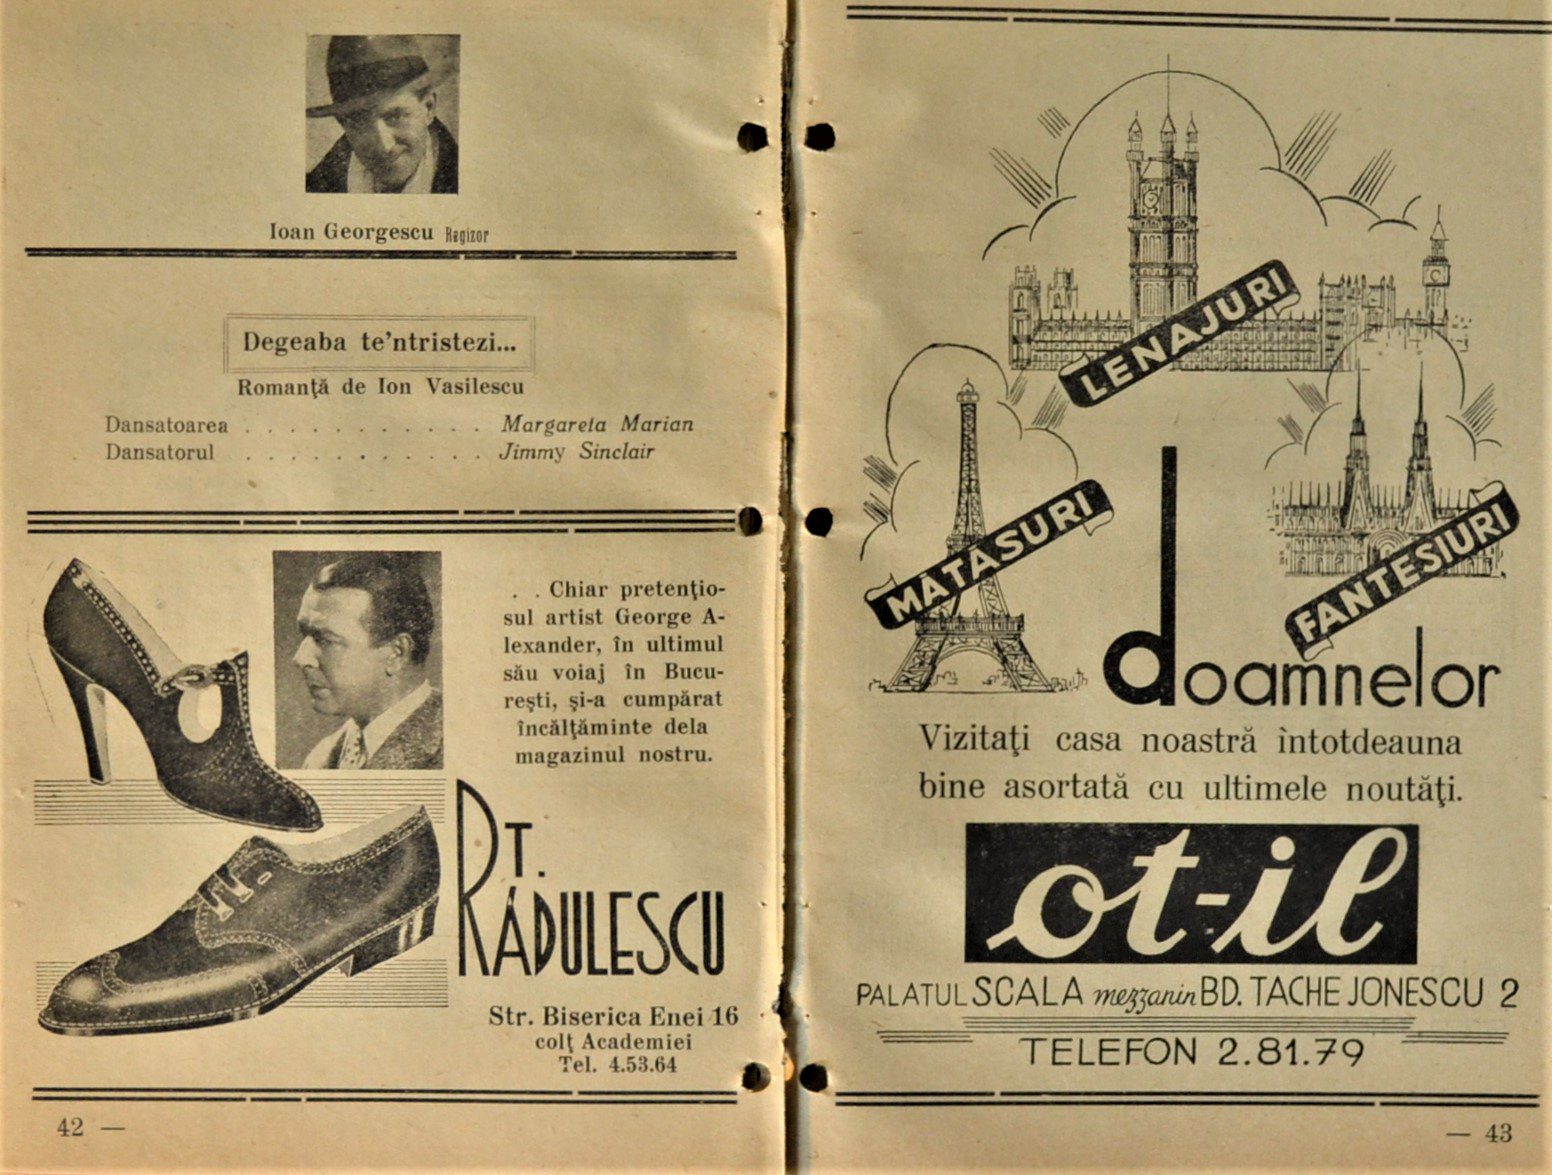 Ioan Georgescu Regizor
Degeaba te'ntristezi...
Romanţă de Ion Vasilescu
Dansatoarea . . . . . . . . . . . Margareta Marian
Dansatorul . . . . . . . . . . . Jimmy Sinclair
. . Chiar pretenţio-
sul artist George A-
lexander, în ultimul
său voiaj în Bucu-
reşti, şi-a cumpărat
încălţăminte dela
magazinul nostru.
T.
RĂDULESCU
Str. Biserica Enei 16
colţ Academiei
Tel. 4.53.64
42 —
LENAJURI
MĂTĂSURI
FANTESIURI
doamnelor
Vizitaţi casa noastră întotdeauna
bine asortată cu ultimele noutăţi.
ot-il
PALATUL SCALA mezzanin BD. TACHE JONESCU 2
TELEFON 2.81.79
— 43